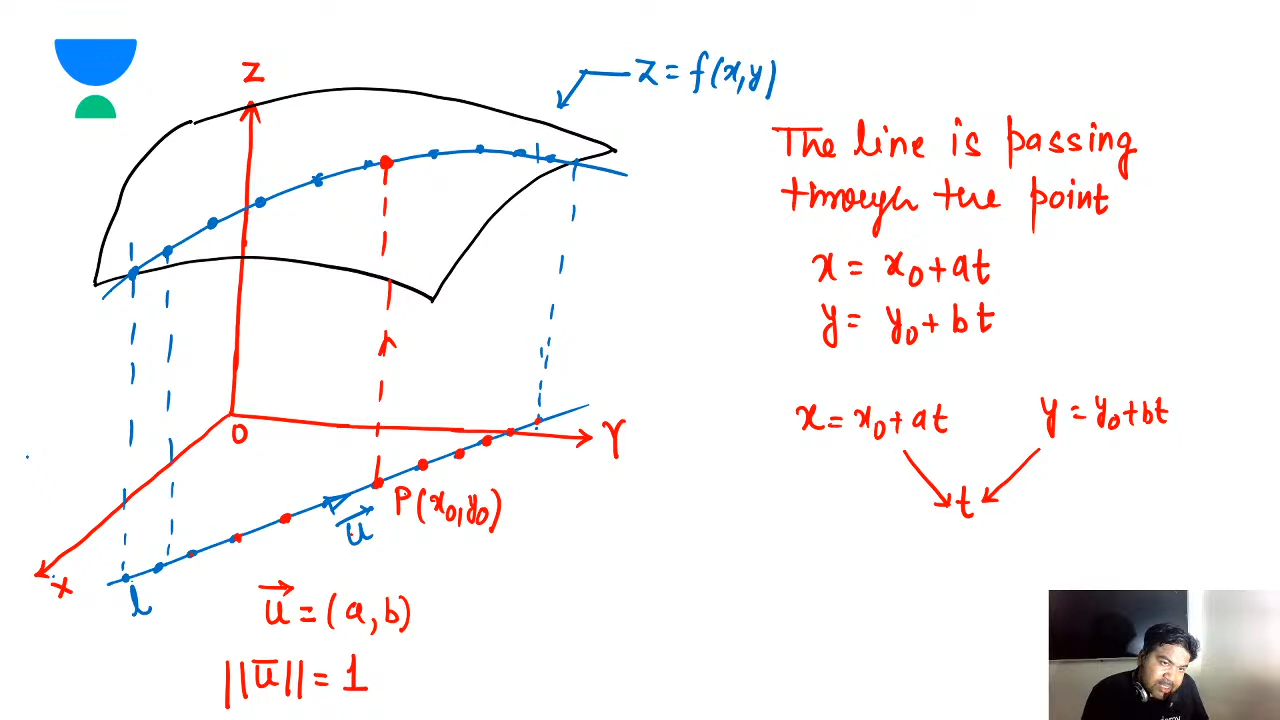 Z
Z = f(x,y)
The line is passing
through the point
x = x₀+at
y = y₀+bt
O
Y
P(x₀,y₀)
u
X
l
x = x₀+at
y = y₀+bt
t
u = (a,b)
||u|| = 1